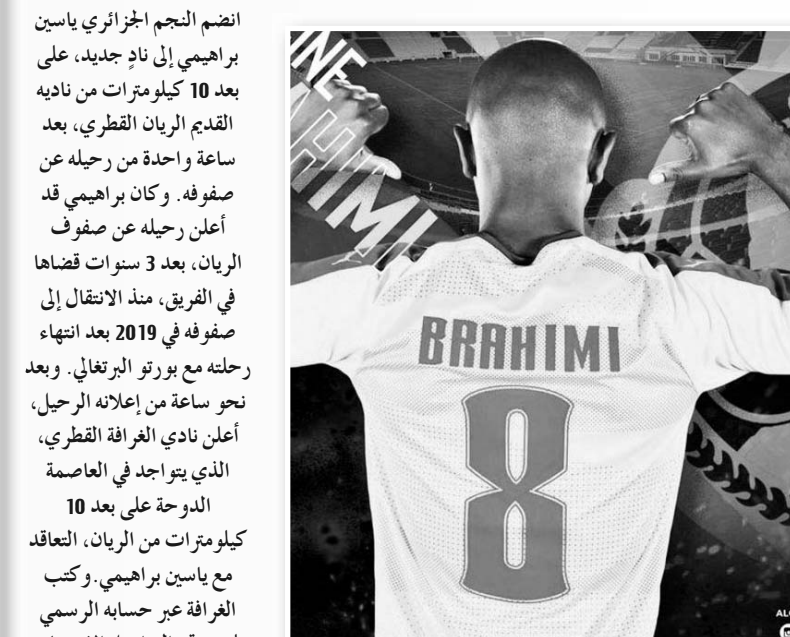 انضم النجم الجزائري ياسين
براهيمي إلى نادٍ جديد، على
بعد 10 كيلومترات من ناديه
القديم الريان القطري، بعد
ساعة واحدة من رحيله عن
صفوفه. وكان براهيمي قد
أعلن رحيله عن صفوف
الريان، بعد 3 سنوات قضاها
في الفريق، منذ الانتقال إلى
صفوفه في 2019 بعد انتهاء
رحلته مع بورتو البرتغالي. وبعد
نحو ساعة من إعلانه الرحيل،
أعلن نادي الغرافة القطري،
الذي يتواجد في العاصمة
الدوحة على بعد 10
كيلومترات من الريان، التعاقد
مع ياسين براهيمي.وكتب
الغرافة عبر حسابه الرسمي
BRAHIMI
8